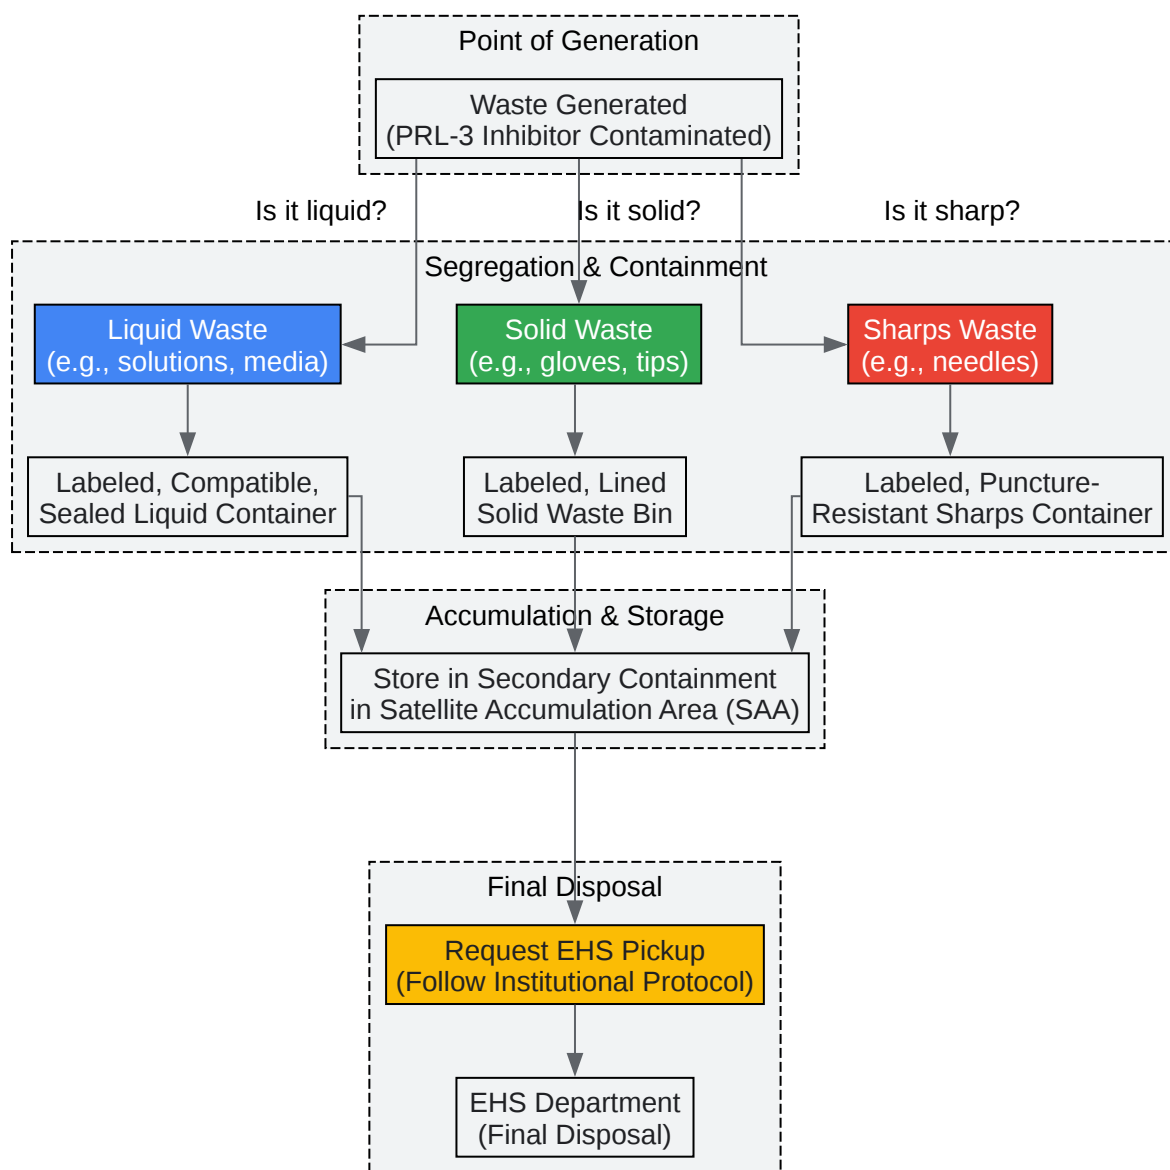 Point of Generation
Waste Generated
(PRL-3 Inhibitor Contaminated)
Is it liquid?
Is it solid?
Is it sharp?
Segregation & Containment
Liquid Waste
(e.g., solutions, media)
Solid Waste
(e.g., gloves, tips)
Sharps Waste
(e.g., needles)
Labeled, Compatible,
Sealed Liquid Container
Labeled, Lined
Solid Waste Bin
Labeled, Puncture-
Resistant Sharps Container
Accumulation & Storage
Store in Secondary Containment
in Satellite Accumulation Area (SAA)
Final Disposal
Request EHS Pickup
(Follow Institutional Protocol)
EHS Department
(Final Disposal)